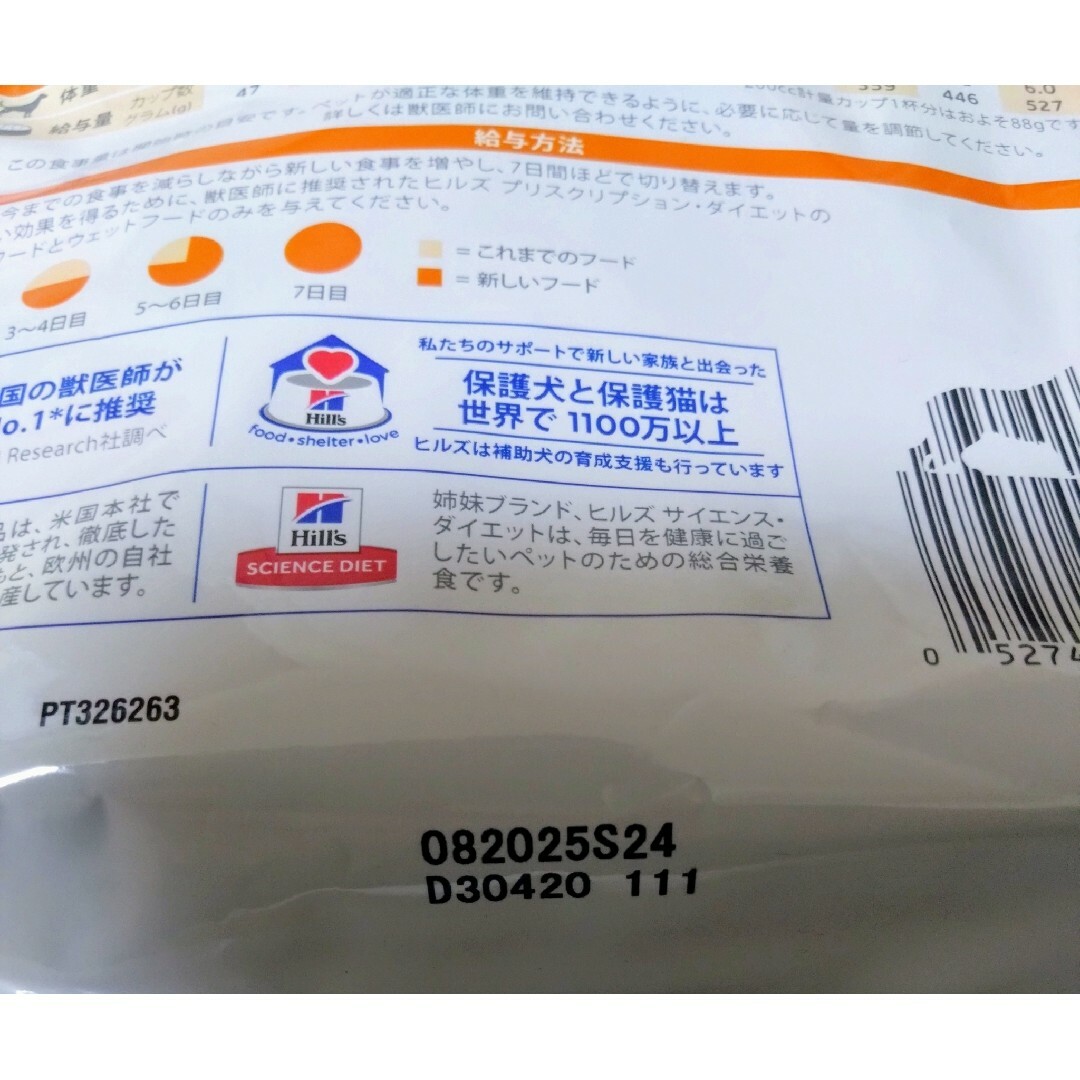 体重
カップ数
給与量 グラム(g)
47
339
446
6.0
527
200cc計量カップ1杯分はおよそ88gです
ペットが適正な体重を維持できるように、必要に応じて量を調節してください。
詳しくは獣医師にお問い合わせください。
給与方法
今までの食事を減らしながら新しい食事を増やし、7日間ほどで切り替えます。
い効果を得るために、獣医師に推奨されたヒルズ プリスクリプション・ダイエットの
フードとウェットフードのみを与えてください。
3～4日目
5～6日目
7日目
= これまでのフード
= 新しいフード
国の獣医師が
No.1*に推奨
Research社調べ
Hill's
food・shelter・love
私たちのサポートで新しい家族と出会った
保護犬と保護猫は
世界で 1100万以上
ヒルズは補助犬の育成支援も行っています
品は、米国本社で
発され、徹底した
もと、欧州の自社
産しています。
Hill's
SCIENCE DIET
姉妹ブランド、ヒルズ サイエンス・
ダイエットは、毎日を健康に過ご
したいペットのための総合栄養
食です。
0 5274
PT326263
082025S24
D30420 111